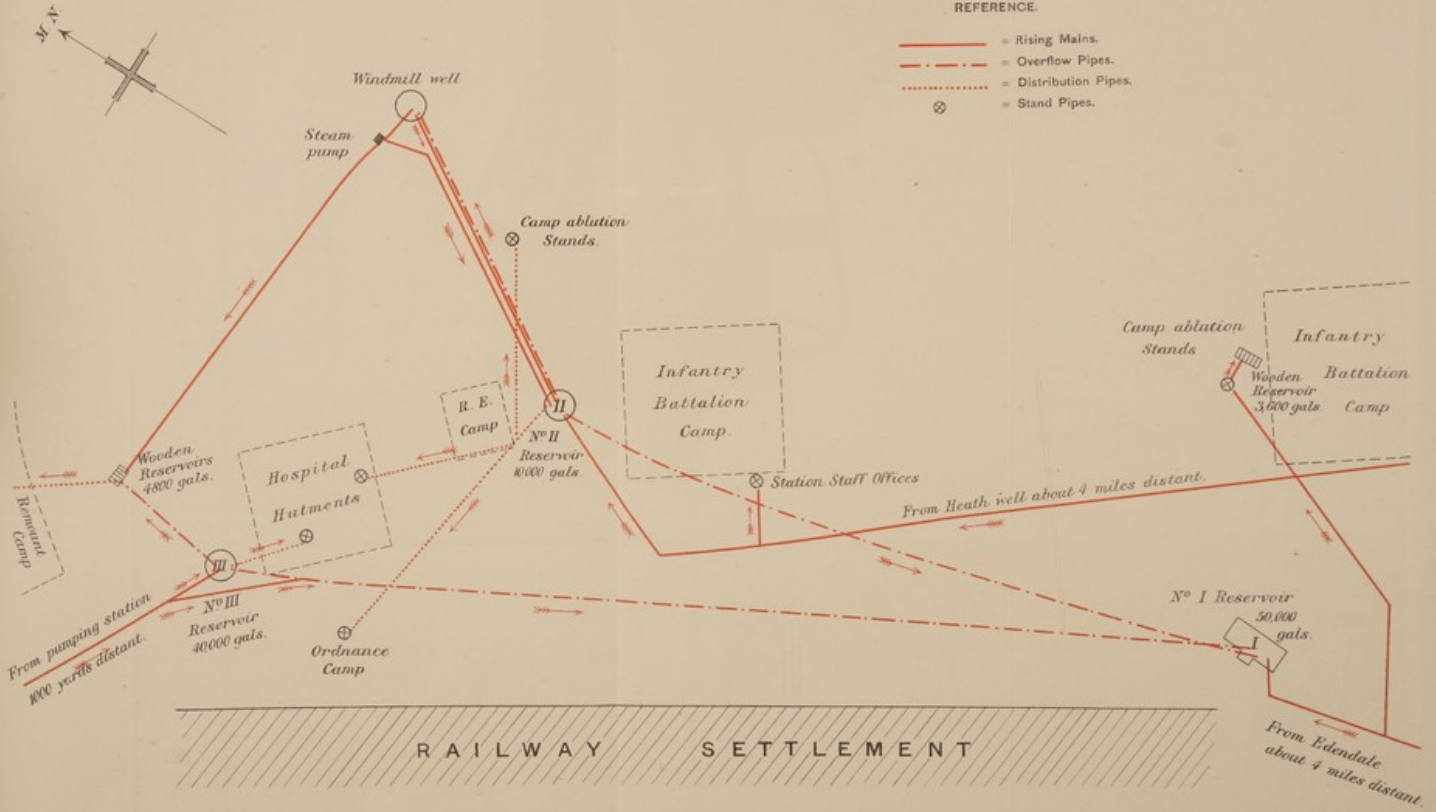 M N
REFERENCE.
= Rising Mains.
= Overflow Pipes.
= Distribution Pipes.
= Stand Pipes.
Windmill well
Steam
pump
Camp ablution
Stands.
Infantry
Battalion
Camp.
Camp ablution
Stands
Infantry
Battalion
Camp
Wooden
Reservoir
3,600 gals.
R. E.
Camp
II
No II
Reservoir
10,000 gals.
Wooden
Reservoirs
4800 gals.
Hospital
Hutments
Remount
Camp
Station Staff Offices
From Heath well about 4 miles distant.
III
No III
Reservoir
40,000 gals.
From pumping station
1000 yards distant.
Ordnance
Camp
No I Reservoir
50,000
gals.
I
From Edendale
about 4 miles distant.
RAILWAY SETTLEMENT